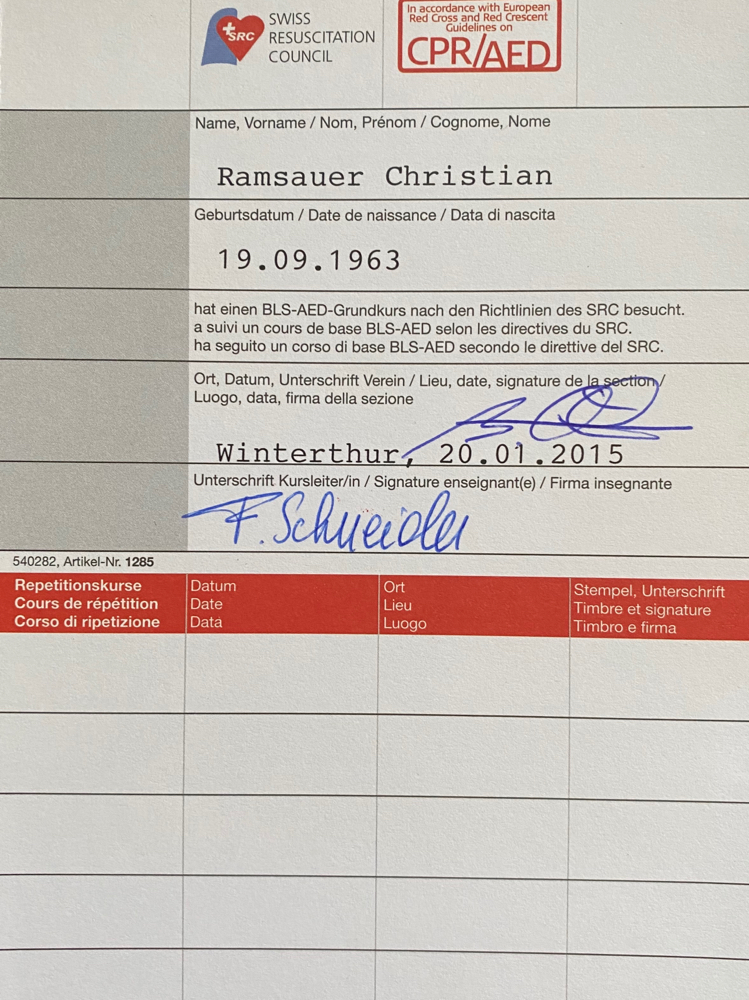 SRC
SWISS
RESUSCITATION
COUNCIL
In accordance with European
Red Cross and Red Crescent
Guidelines on
CPR/AED
Name, Vorname / Nom, Prénom / Cognome, Nome
Ramsauer Christian
Geburtsdatum / Date de naissance / Data di nascita
19.09.1963
hat einen BLS-AED-Grundkurs nach den Richtlinien des SRC besucht.
a suivi un cours de base BLS-AED selon les directives du SRC.
ha seguito un corso di base BLS-AED secondo le direttive del SRC.
Ort, Datum, Unterschrift Verein / Lieu, date, signature de la section /
Luogo, data, firma della sezione
Winterthur, 20.01.2015
Unterschrift Kursleiter/in / Signature enseignant(e) / Firma insegnante
F. Schneider
540282, Artikel-Nr. 1285
Repetitionskurse Datum Ort Stempel, Unterschrift
Cours de répétition Date Lieu Timbre et signature
Corso di ripetizione Data Luogo Timbro e firma